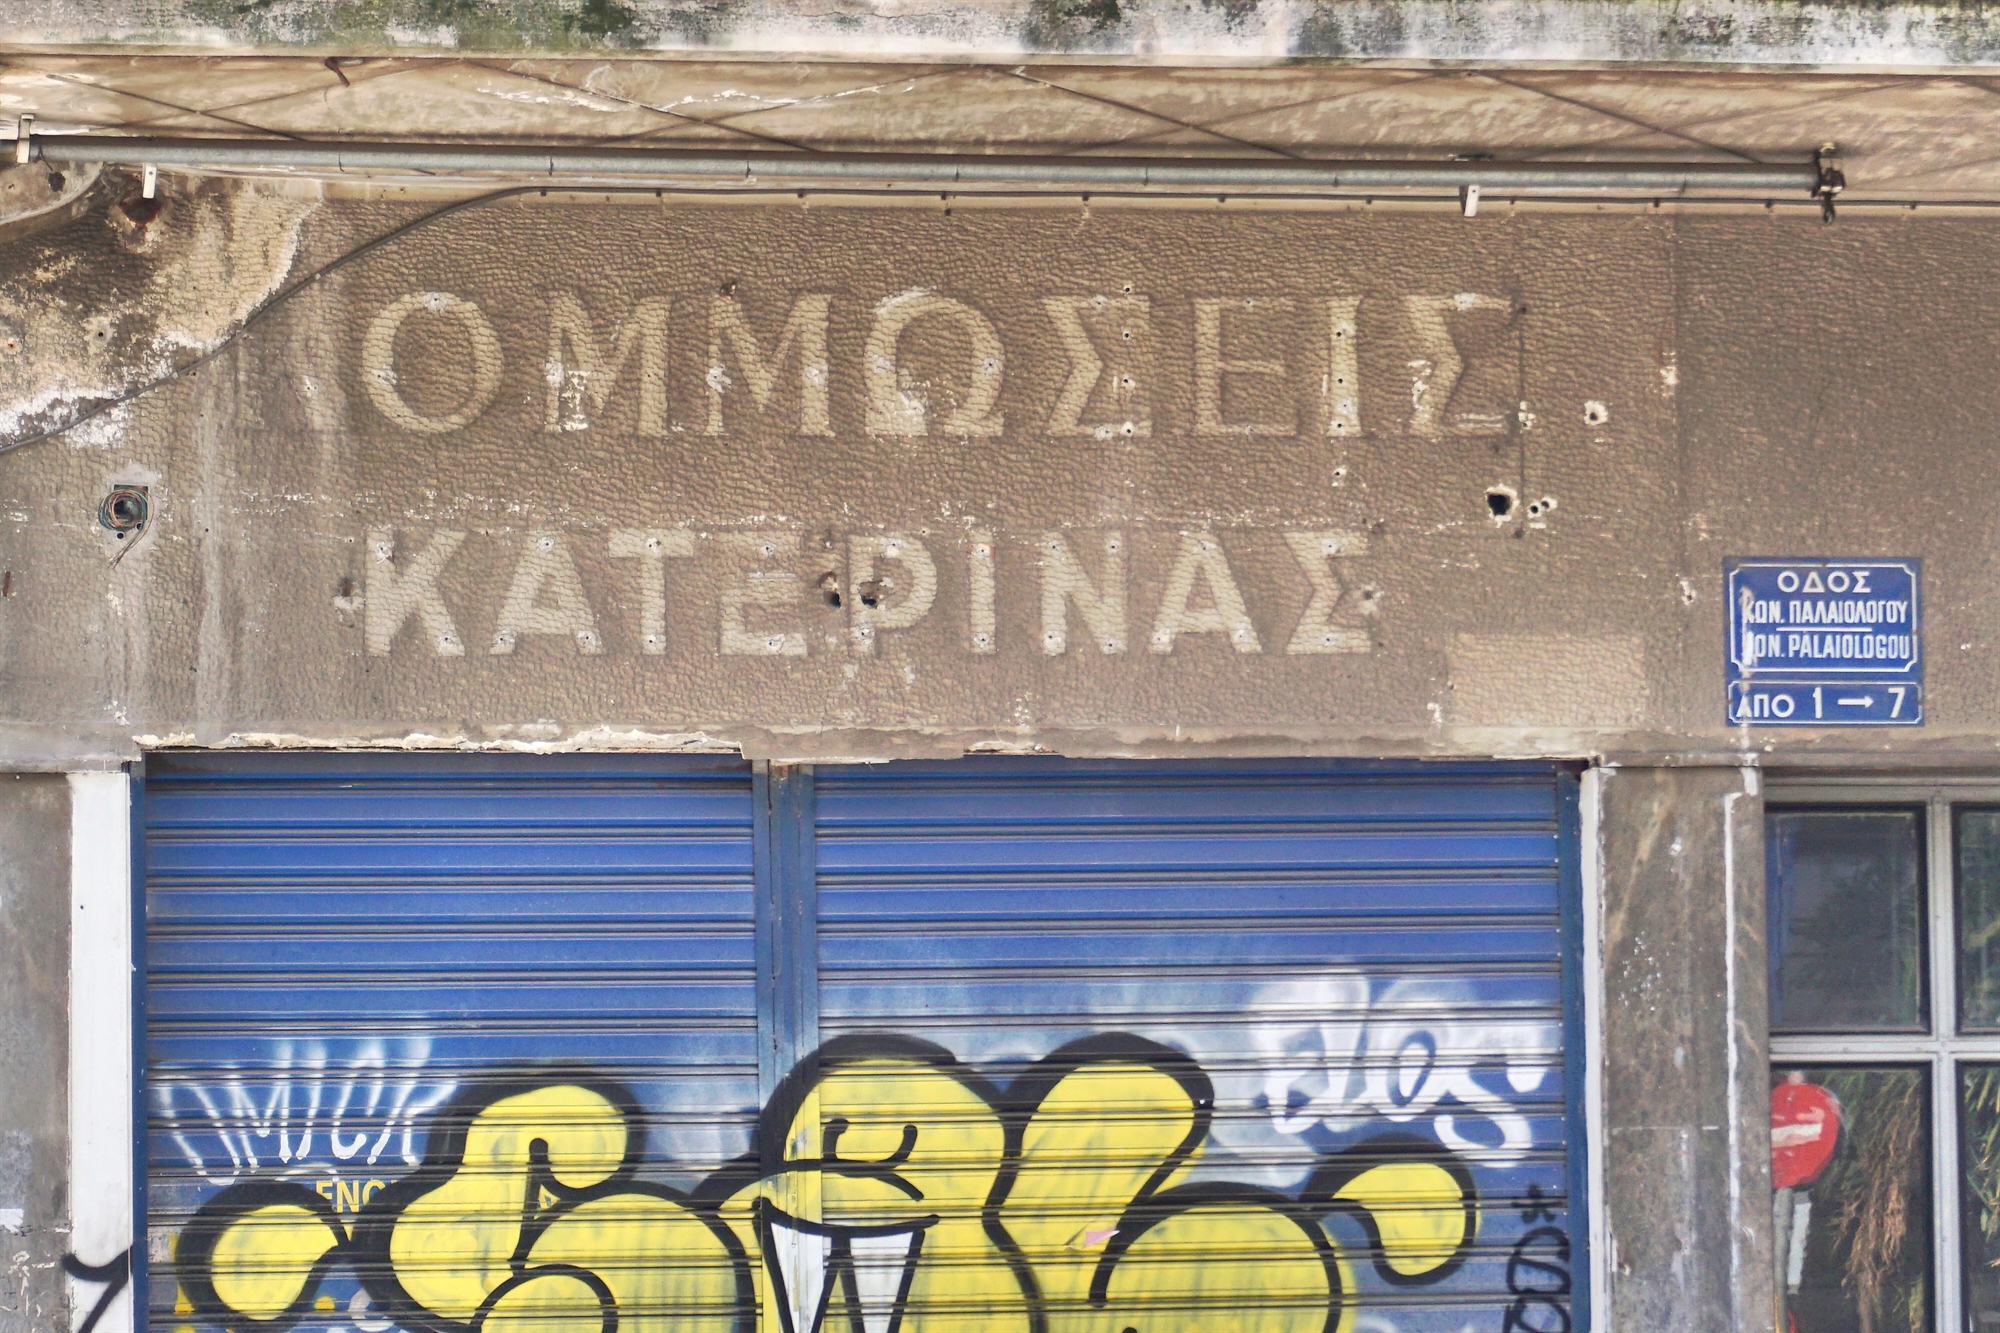 ΚΟΜΜΩΣΕΙΣ
ΚΑΤΕΡΙΝΑΣ
ΟΔΟΣ
ΚΩΝ. ΠΑΛΑΙΟΛΟΓΟΥ
KON. PALAIOLOGOU
ΑΠΟ 1 → 7